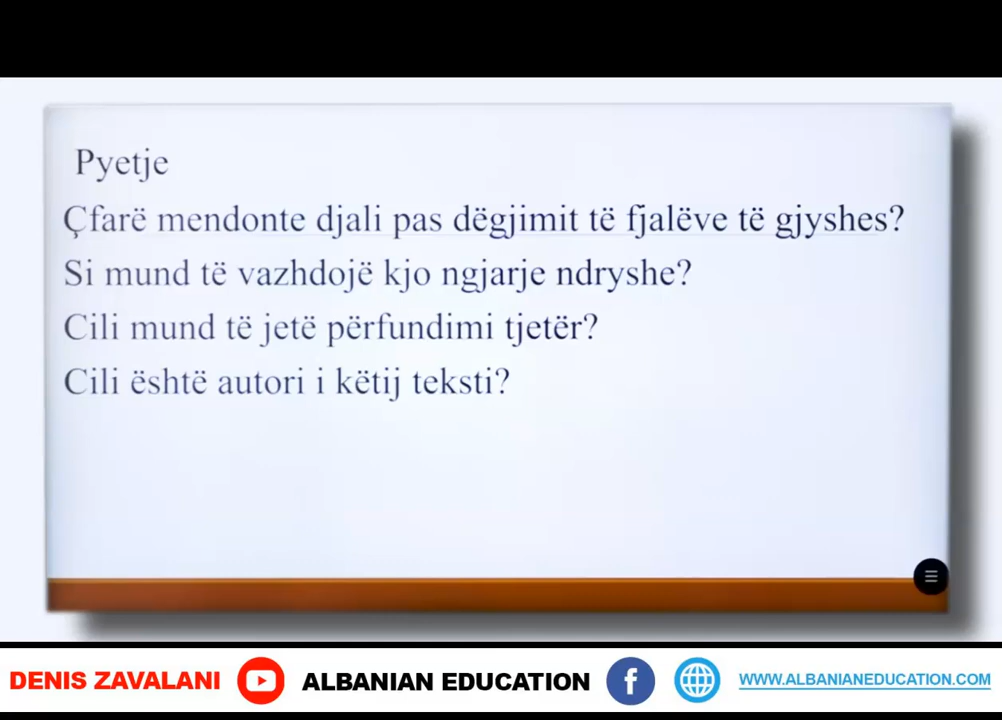 Pyetje
Çfarë mendonte djali pas dëgjimit të fjalëve të gjyshes?
Si mund të vazhdojë kjo ngjarje ndryshe?
Cili mund të jetë përfundimi tjetër?
Cili është autori i këtij teksti?
DENIS ZAVALANI ALBANIAN EDUCATION WWW.ALBANIANEDUCATION.COM